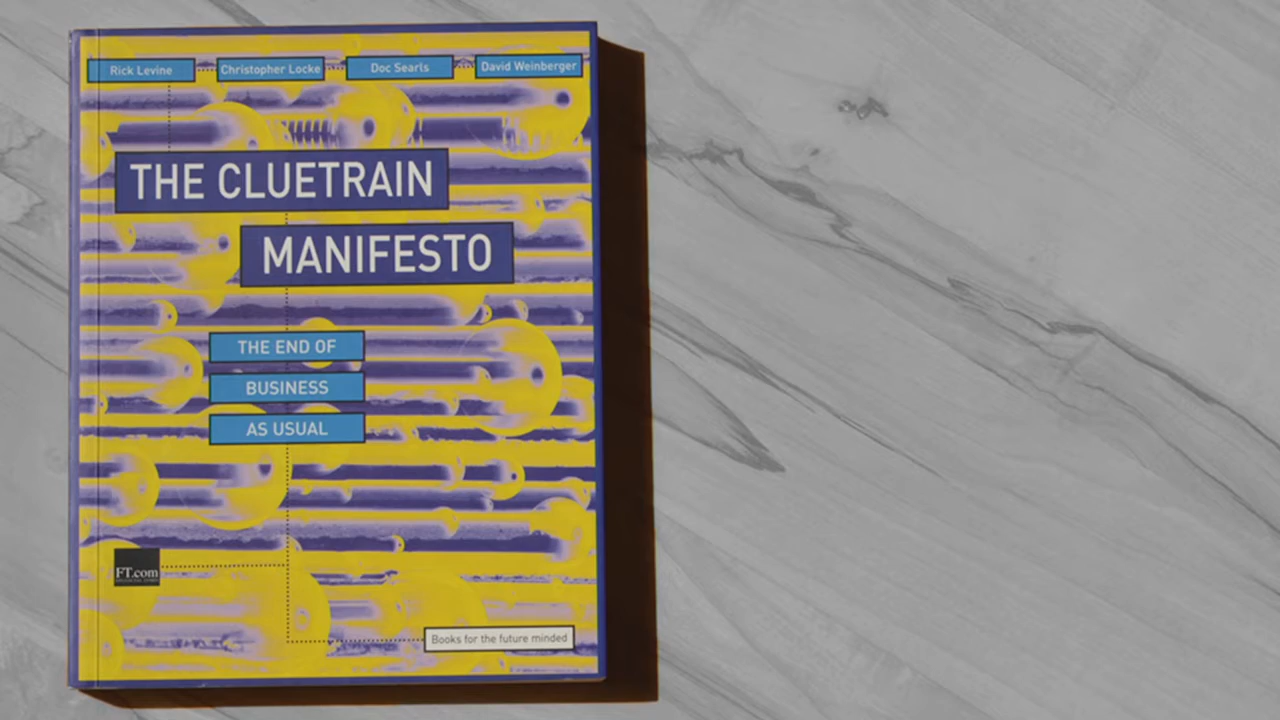 Rick Levine Christopher Locke Doc Searls David Weinberger
THE CLUETRAIN
MANIFESTO
THE END OF
BUSINESS
AS USUAL
FT.com
Books for the future minded